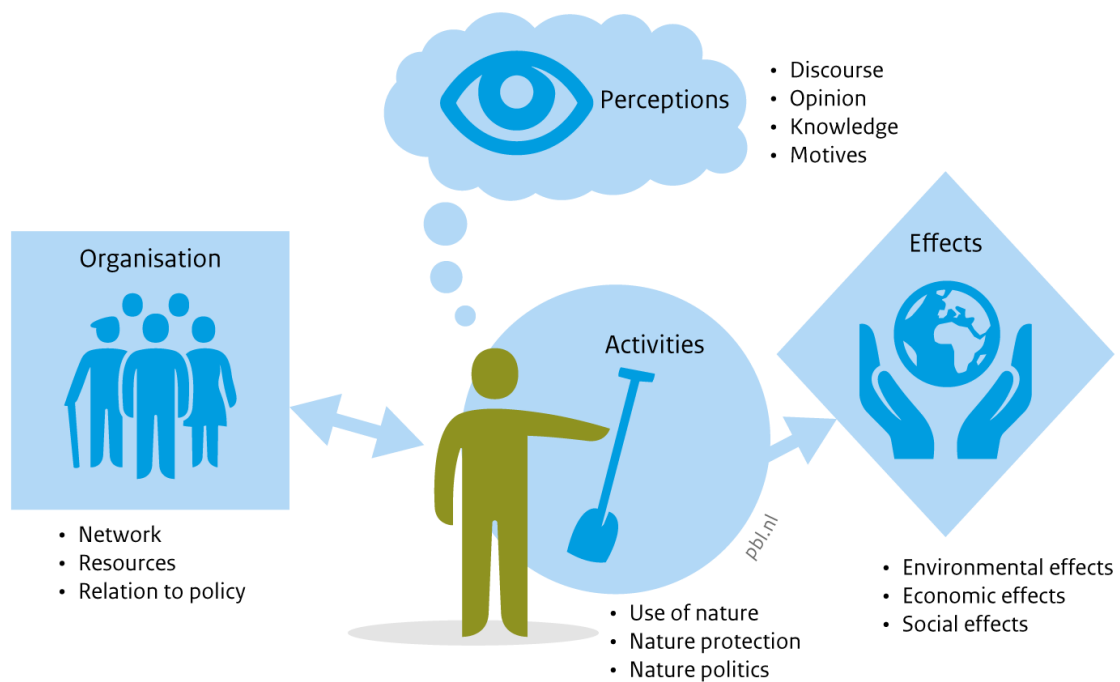 Perceptions
• Discourse
• Opinion
• Knowledge
• Motives
Organisation
• Network
• Resources
• Relation to policy
Activities
• Use of nature
• Nature protection
• Nature politics
Effects
• Environmental effects
• Economic effects
• Social effects
pbl.nl